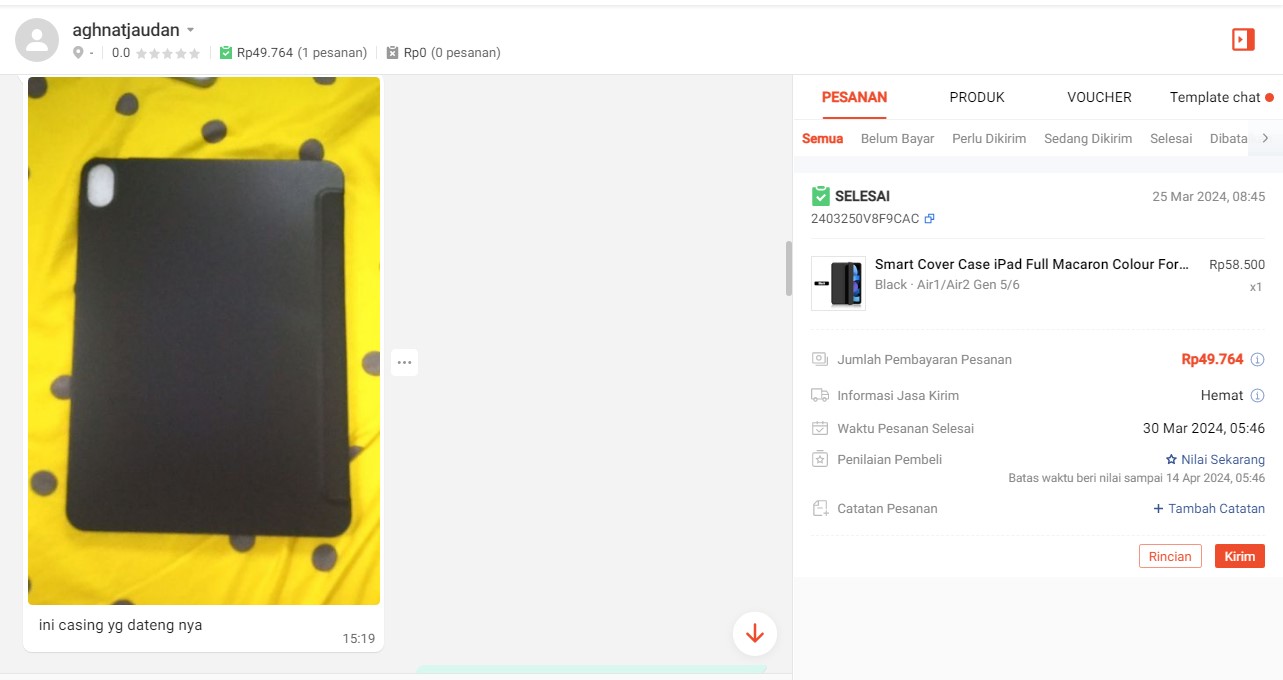 aghnatjaudan
- 0.0 Rp49.764 (1 pesanan) Rp0 (0 pesanan)
ini casing yg dateng nya
15:19
PESANAN PRODUK VOUCHER Template chat
Semua Belum Bayar Perlu Dikirim Sedang Dikirim Selesai Dibata
SELESAI 25 Mar 2024, 08:45
2403250V8F9CAC
Smart Cover Case iPad Full Macaron Colour For... Rp58.500
Black · Air1/Air2 Gen 5/6 x1
Jumlah Pembayaran Pesanan Rp49.764
Informasi Jasa Kirim Hemat
Waktu Pesanan Selesai 30 Mar 2024, 05:46
Penilaian Pembeli Nilai Sekarang
Batas waktu beri nilai sampai 14 Apr 2024, 05:46
Catatan Pesanan + Tambah Catatan
Rincian Kirim